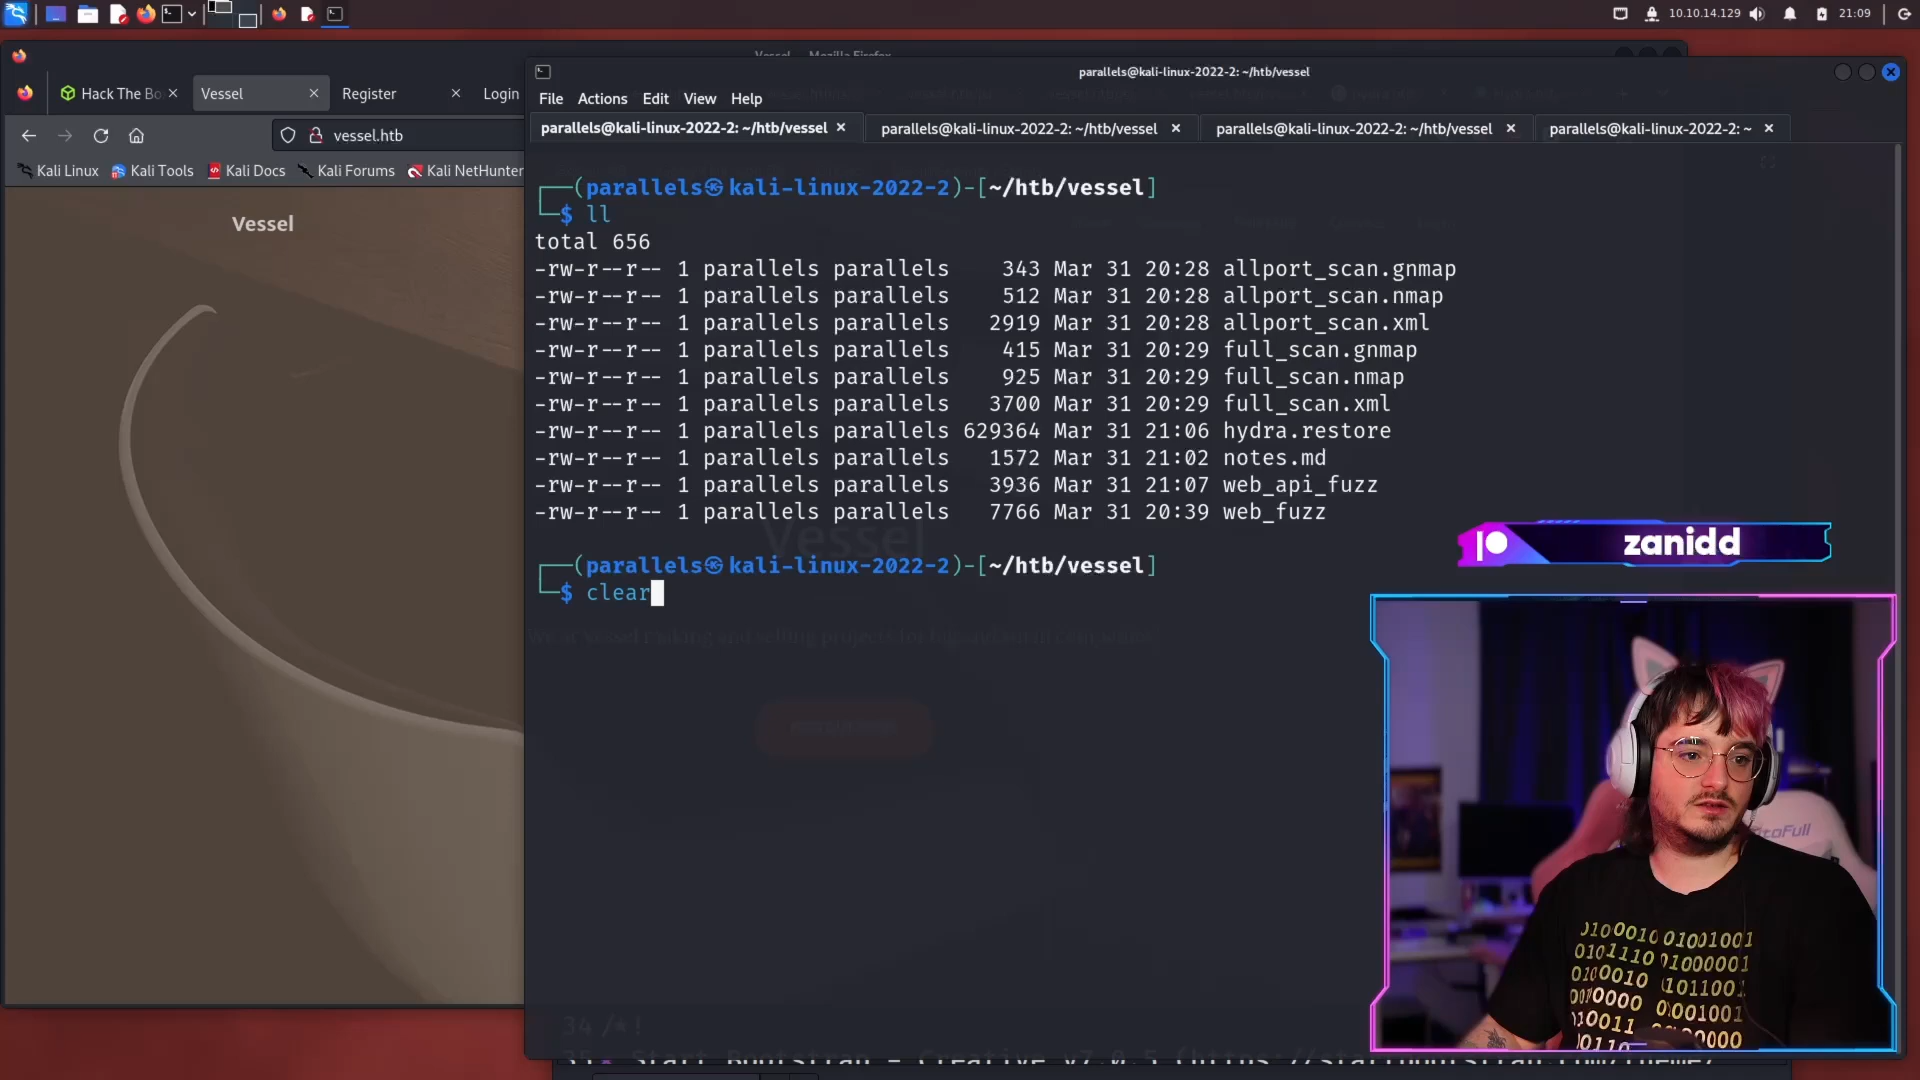 10.10.14.129
21:09
Vessel — Mozilla Firefox
parallels@kali-linux-2022-2: ~/htb/vessel
Hack The Bo
Vessel
Register
Login
File Actions Edit View Help
vessel.htb
parallels@kali-linux-2022-2: ~/htb/vessel
parallels@kali-linux-2022-2: ~/htb/vessel
parallels@kali-linux-2022-2: ~/htb/vessel
parallels@kali-linux-2022-2: ~
Kali Linux
Kali Tools
Kali Docs
Kali Forums
Kali NetHunter
Vessel
┌──(parallels㉿kali-linux-2022-2)-[~/htb/vessel]
└─$ ll
total 656
-rw-r--r-- 1 parallels parallels 343 Mar 31 20:28 allport_scan.gnmap
-rw-r--r-- 1 parallels parallels 512 Mar 31 20:28 allport_scan.nmap
-rw-r--r-- 1 parallels parallels 2919 Mar 31 20:28 allport_scan.xml
-rw-r--r-- 1 parallels parallels 415 Mar 31 20:29 full_scan.gnmap
-rw-r--r-- 1 parallels parallels 925 Mar 31 20:29 full_scan.nmap
-rw-r--r-- 1 parallels parallels 3700 Mar 31 20:29 full_scan.xml
-rw-r--r-- 1 parallels parallels 629364 Mar 31 21:06 hydra.restore
-rw-r--r-- 1 parallels parallels 1572 Mar 31 21:02 notes.md
-rw-r--r-- 1 parallels parallels 3936 Mar 31 21:07 web_api_fuzz
-rw-r--r-- 1 parallels parallels 7766 Mar 31 20:39 web_fuzz
Vessel
┌──(parallels㉿kali-linux-2022-2)-[~/htb/vessel]
└─$ clear
zanidd
34 /*!